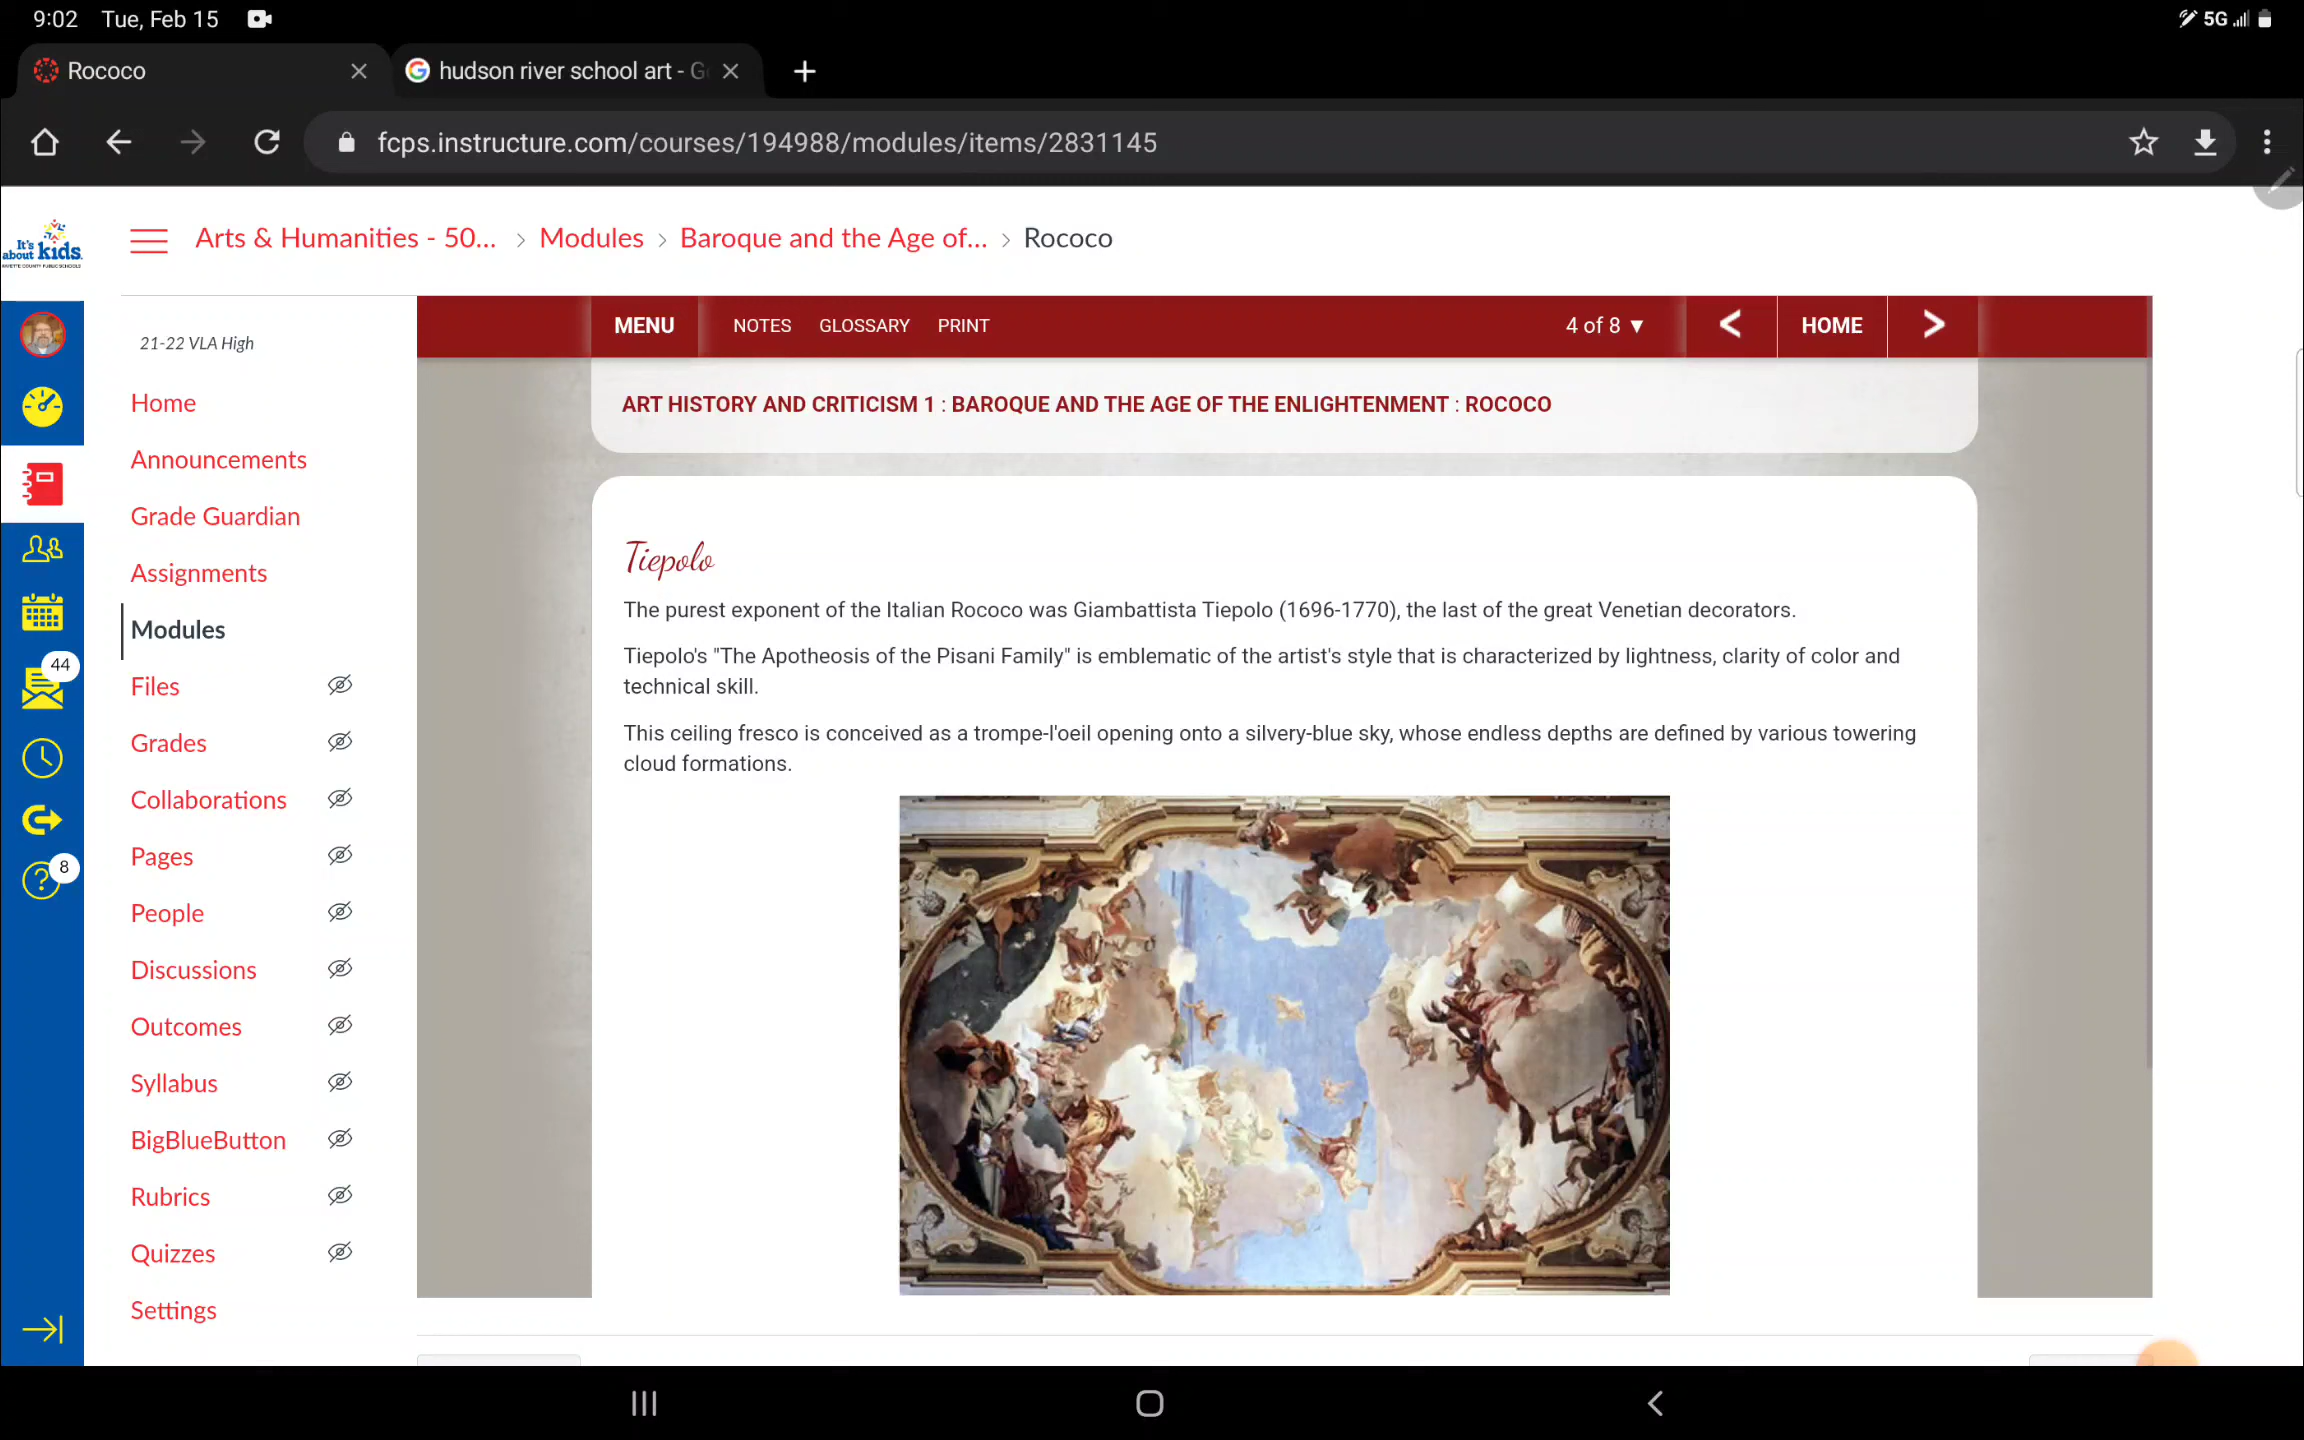 9:02 Tue, Feb 15
5G
Rococo
hudson river school art - G
fcps.instructure.com/courses/194988/modules/items/2831145
It's about kids.
Arts & Humanities - 50... > Modules > Baroque and the Age of... > Rococo
21-22 VLA High
Home
Announcements
Grade Guardian
Assignments
Modules
Files
Grades
Collaborations
Pages
People
Discussions
Outcomes
Syllabus
BigBlueButton
Rubrics
Quizzes
Settings
44
8
MENU NOTES GLOSSARY PRINT 4 of 8 ▼ < HOME >
ART HISTORY AND CRITICISM 1 : BAROQUE AND THE AGE OF THE ENLIGHTENMENT : ROCOCO
Tiepolo
The purest exponent of the Italian Rococo was Giambattista Tiepolo (1696-1770), the last of the great Venetian decorators.
Tiepolo's "The Apotheosis of the Pisani Family" is emblematic of the artist's style that is characterized by lightness, clarity of color and
technical skill.
This ceiling fresco is conceived as a trompe-l'oeil opening onto a silvery-blue sky, whose endless depths are defined by various towering
cloud formations.